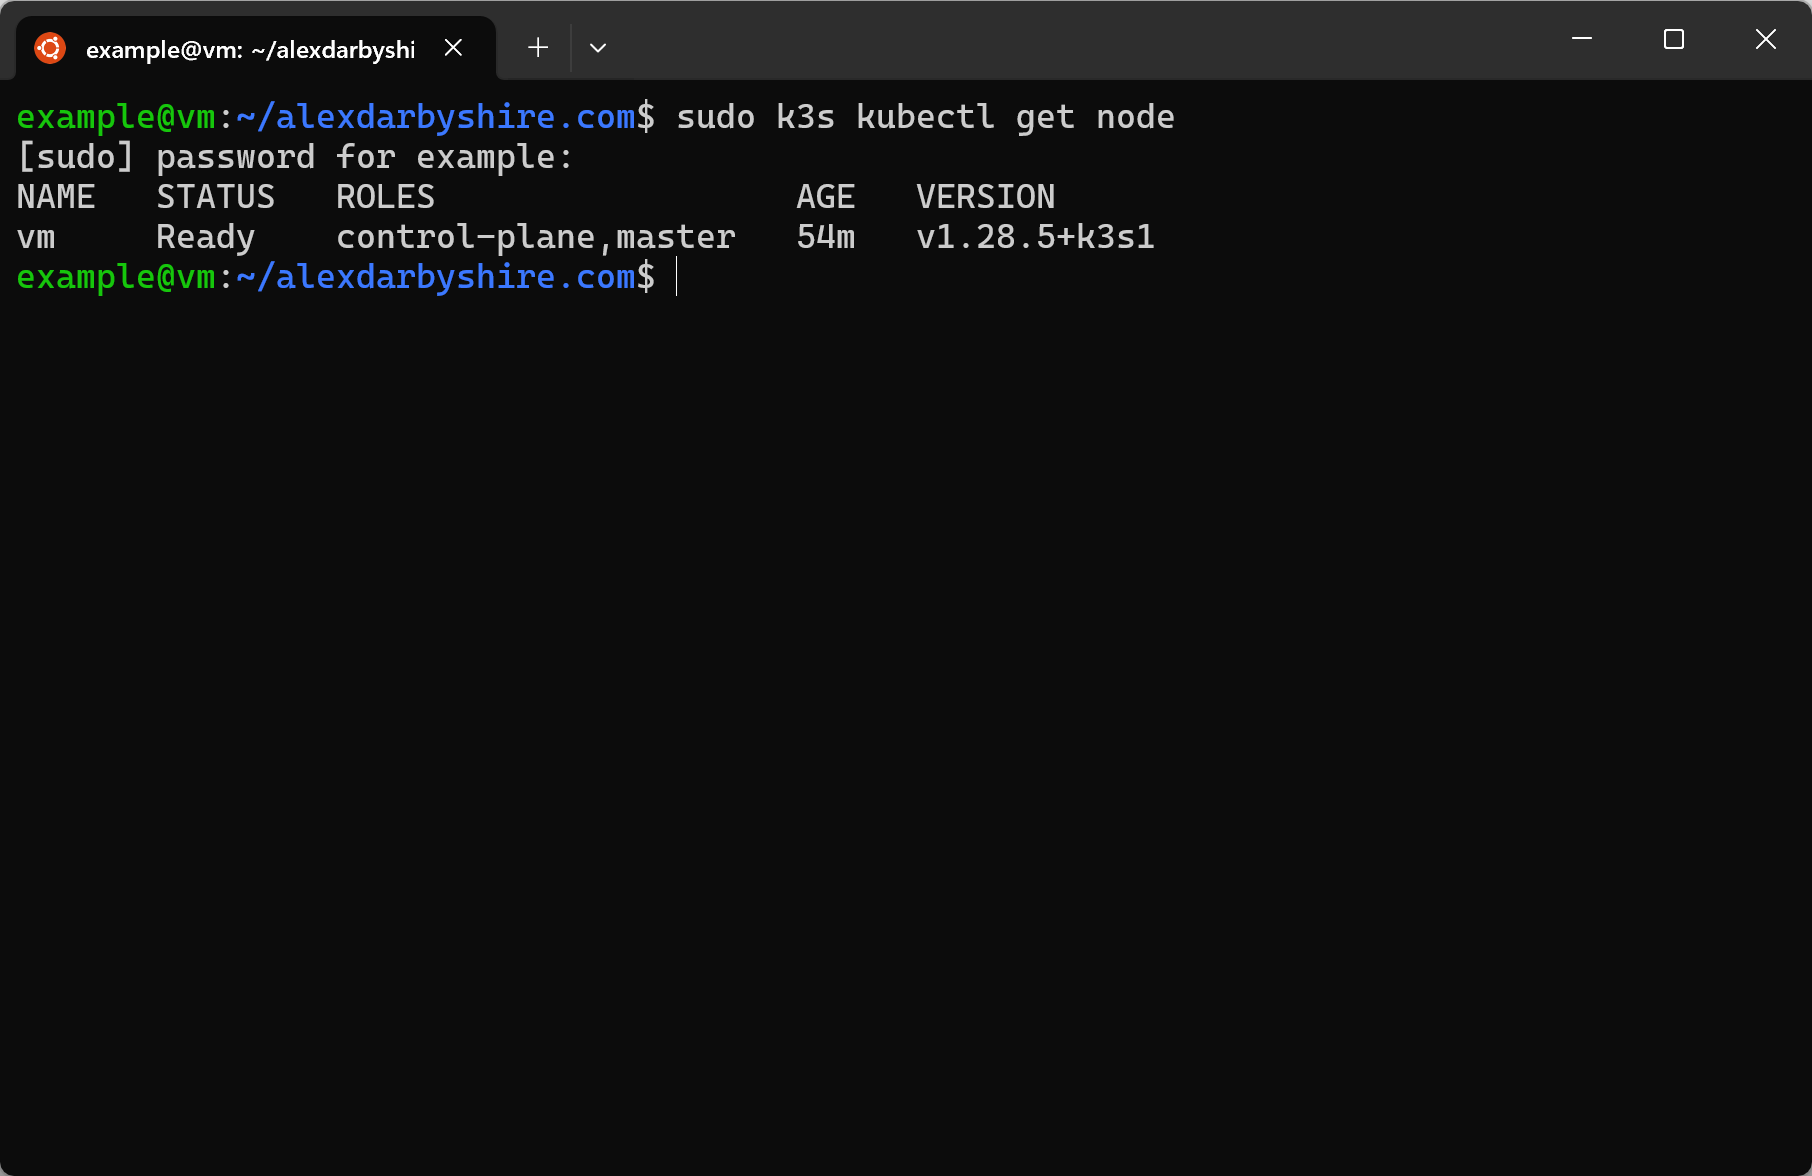 example@vm: ~/alexdarbyshi
example@vm:~/alexdarbyshire.com$ sudo k3s kubectl get node
[sudo] password for example:
NAME   STATUS   ROLES                  AGE   VERSION
vm     Ready    control-plane,master   54m   v1.28.5+k3s1
example@vm:~/alexdarbyshire.com$